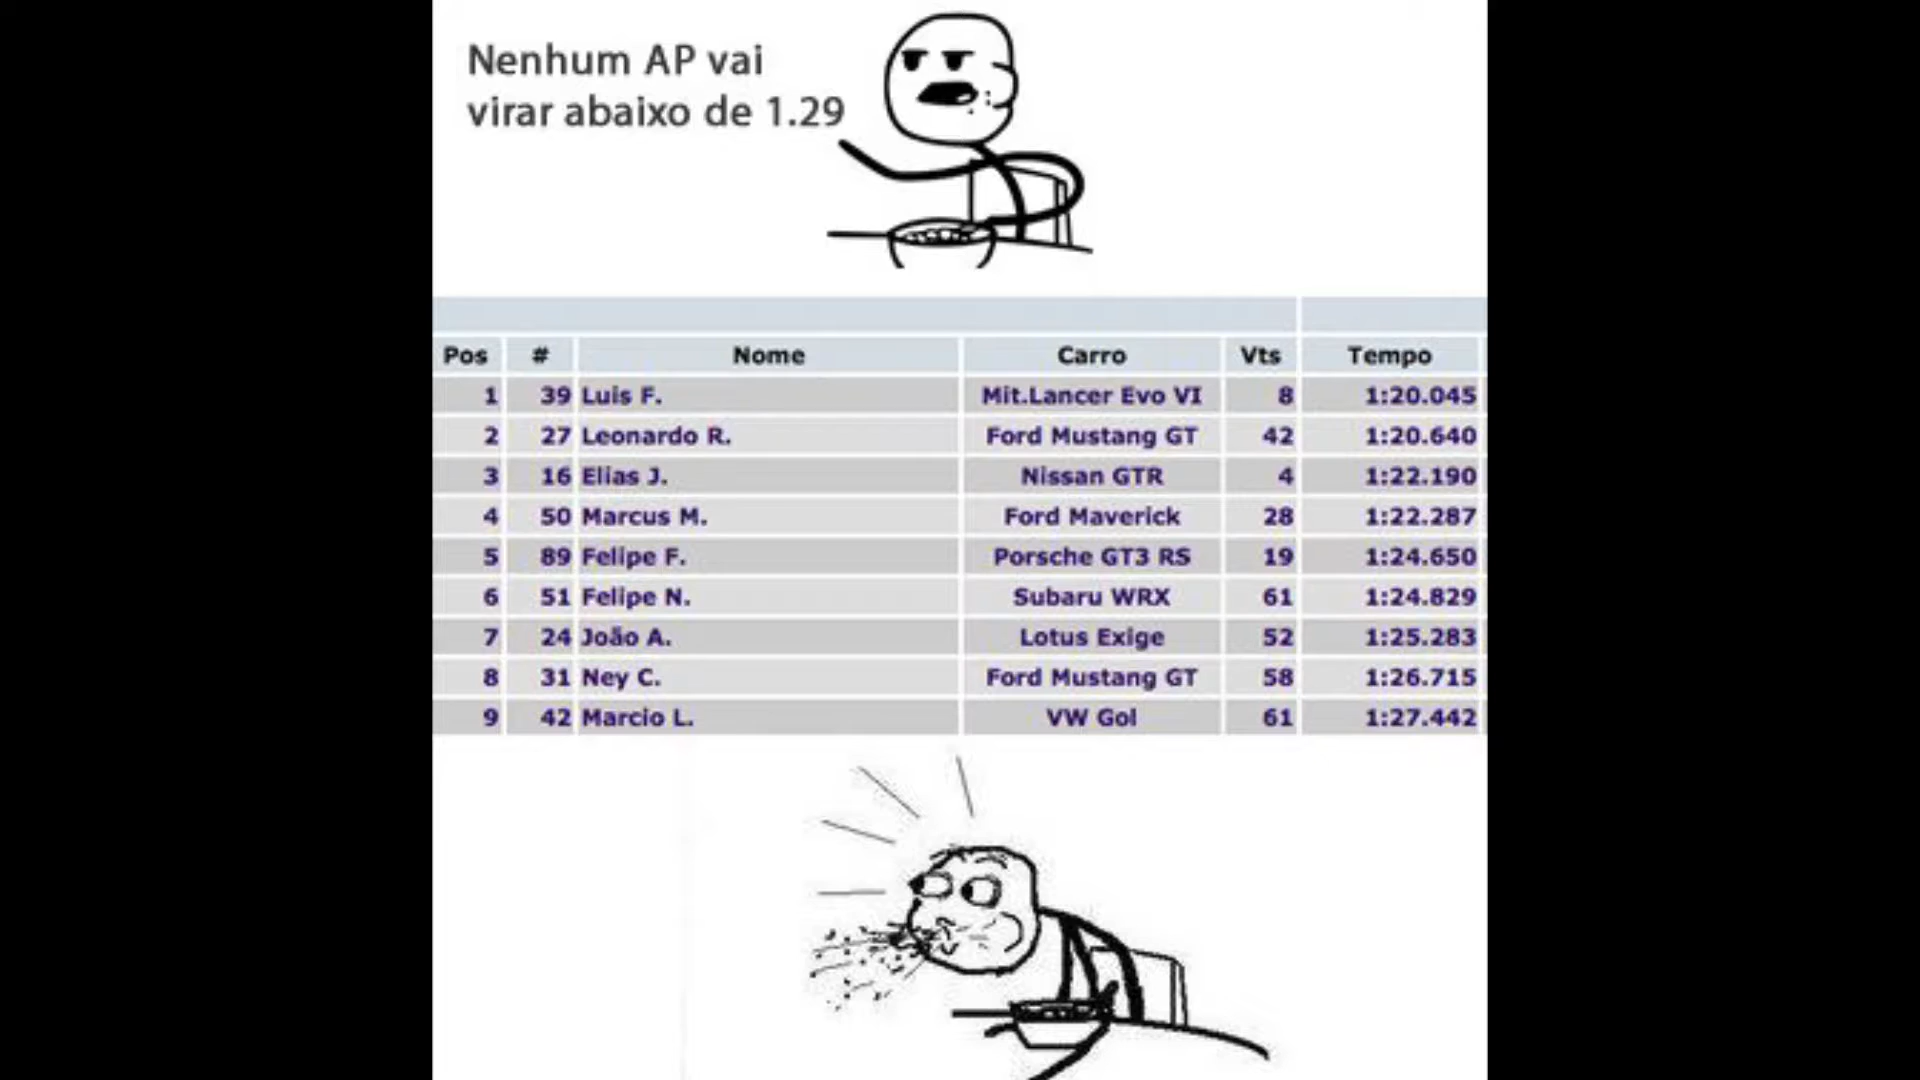 Nenhum AP vai
virar abaixo de 1.29
Pos # Nome Carro Vts Tempo
1 39 Luis F. Mit.Lancer Evo VI 8 1:20.045
2 27 Leonardo R. Ford Mustang GT 42 1:20.640
3 16 Elias J. Nissan GTR 4 1:22.190
4 50 Marcus M. Ford Maverick 28 1:22.287
5 89 Felipe F. Porsche GT3 RS 19 1:24.650
6 51 Felipe N. Subaru WRX 61 1:24.829
7 24 João A. Lotus Exige 52 1:25.283
8 31 Ney C. Ford Mustang GT 58 1:26.715
9 42 Marcio L. VW Gol 61 1:27.442